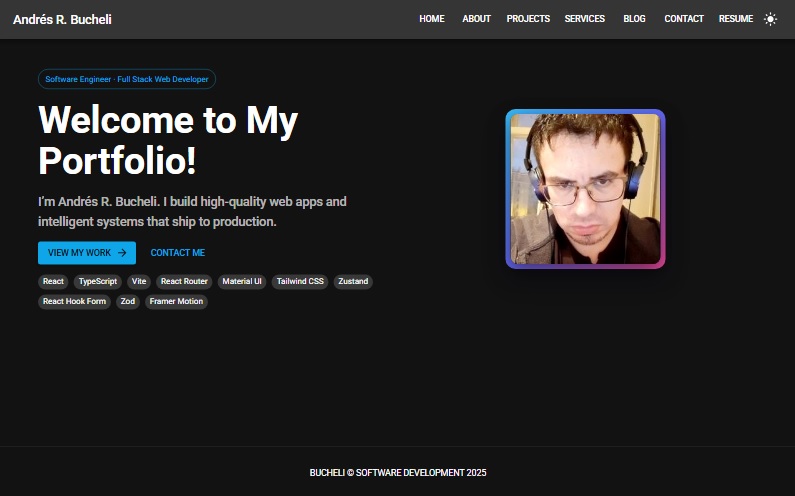 Andrés R. Bucheli
HOME ABOUT PROJECTS SERVICES BLOG CONTACT RESUME
Software Engineer · Full Stack Web Developer
Welcome to My
Portfolio!
I'm Andrés R. Bucheli. I build high-quality web apps and
intelligent systems that ship to production.
VIEW MY WORK → CONTACT ME
React TypeScript Vite React Router Material UI Tailwind CSS Zustand
React Hook Form Zod Framer Motion
BUCHELI © SOFTWARE DEVELOPMENT 2025